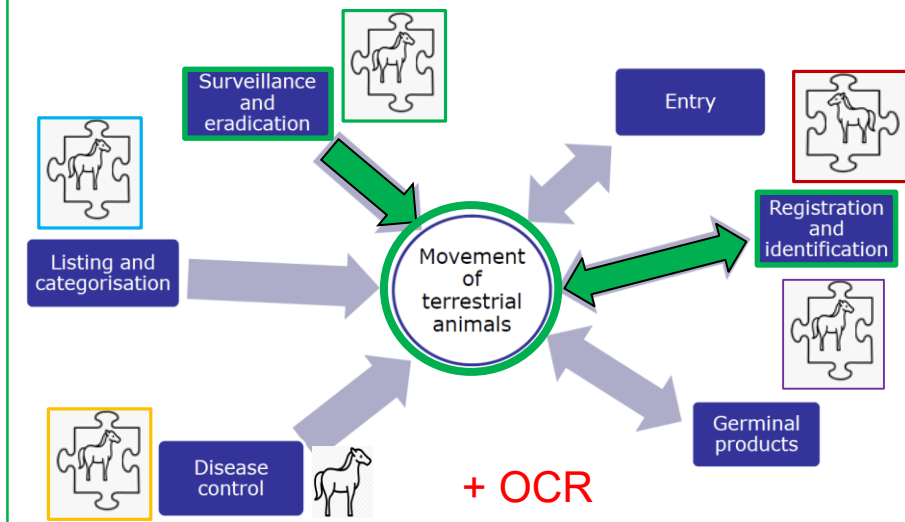 Surveillance
and
eradication
Entry
Registration
and
identification
Listing and
categorisation
Movement
of
terrestrial
animals
Germinal
products
Disease
control
+ OCR